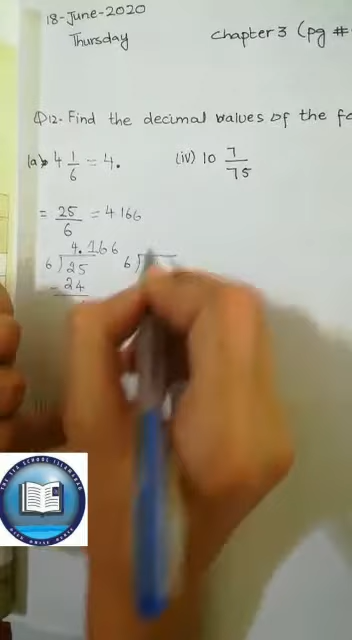 18-June-2020
Thursday
Chapter 3 (pg #
Q12. Find the decimal values of the fo
(a) 4 1/6 = 4.
(iv) 10 7/75
= 25/6 = 4 166
4.166
6)25
6)
- 24